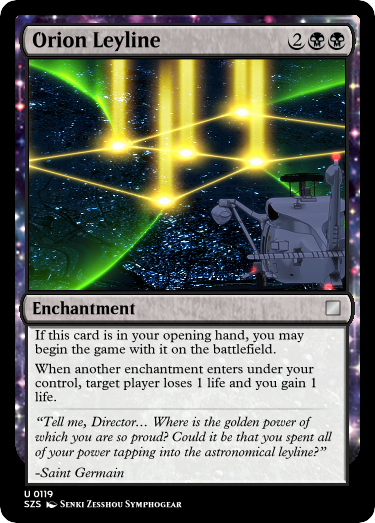 Orion Leyline 2
Enchantment
If this card is in your opening hand, you may
begin the game with it on the battlefield.
When another enchantment enters under your
control, target player loses 1 life and you gain 1
life.
“Tell me, Director… Where is the golden power of
which you are so proud? Could it be that you spent all
of your power tapping into the astronomical leyline?”
-Saint Germain
U 0119
SZS Senki Zesshou Symphogear